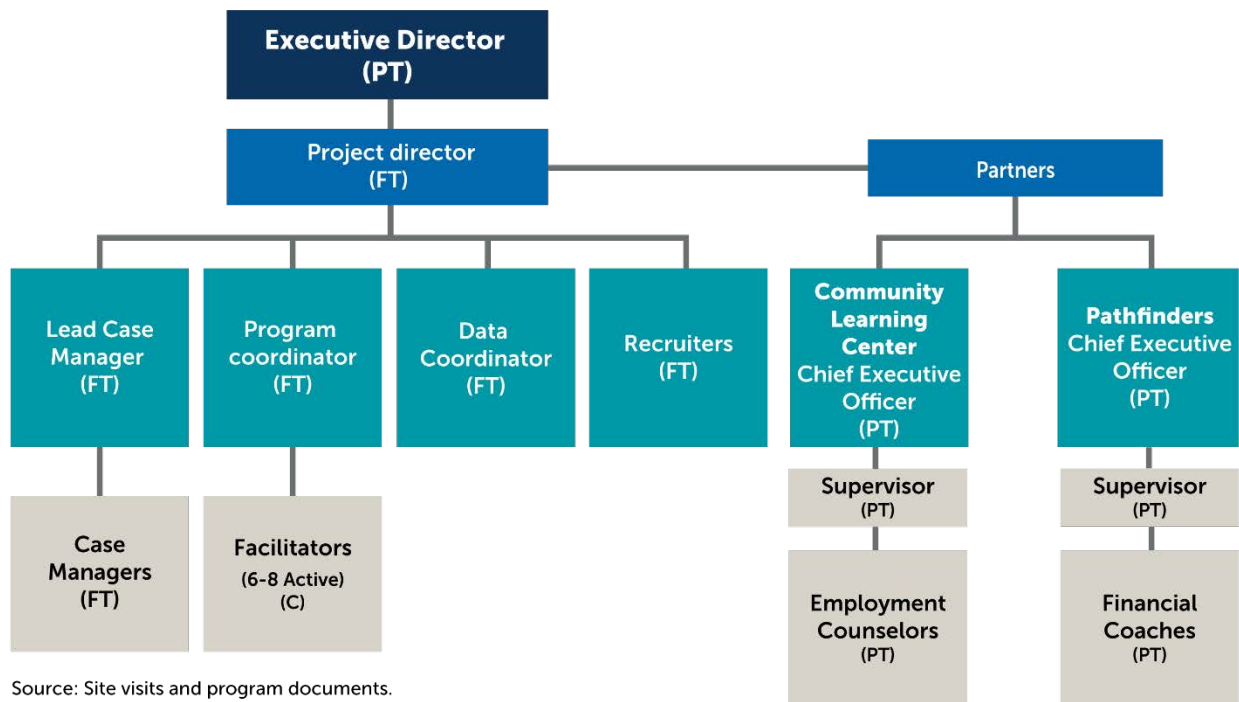 Executive Director
(PT)
Project director
(FT)
Partners
Lead Case
Manager
(FT)
Program
coordinator
(FT)
Data
Coordinator
(FT)
Recruiters
(FT)
Community
Learning
Center
Chief Executive
Officer
(PT)
Pathfinders
Chief Executive
Officer
(PT)
Case
Managers
(FT)
Facilitators
(6-8 Active)
(C)
Supervisor
(PT)
Employment
Counselors
(PT)
Supervisor
(PT)
Financial
Coaches
(PT)
Source: Site visits and program documents.